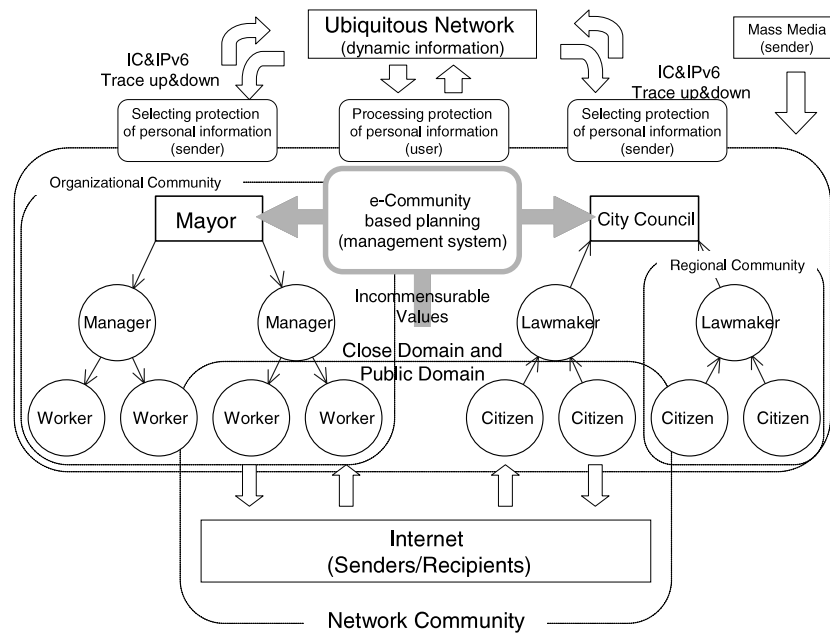 Ubiquitous Network
(dynamic information)
Mass Media
(sender)
IC&IPv6
Trace up&down
IC&IPv6
Trace up&down
Selecting protection
of personal information
(sender)
Processing protection
of personal information
(user)
Selecting protection
of personal information
(sender)
Organizational Community
e-Community
based planning
(management system)
Mayor
City Council
Regional Community
Incommensurable
Values
Manager
Manager
Lawmaker
Lawmaker
Close Domain and
Public Domain
Worker
Worker
Worker
Worker
Citizen
Citizen
Citizen
Citizen
Internet
(Senders/Recipients)
Network Community